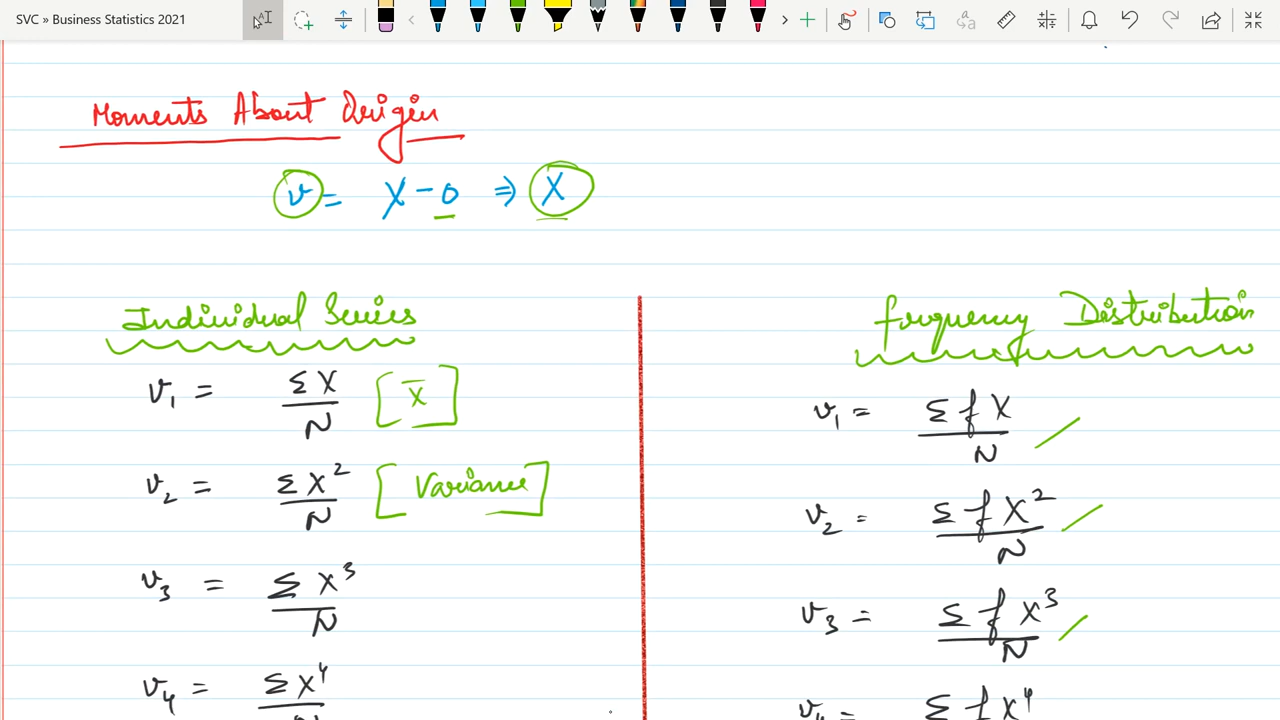 SVC » Business Statistics 2021
Moments About Origin
v = X - 0 ⇒ X
Individual Series
v₁ = ΣX / N [X̄]
v₂ = ΣX² / N [Variance]
v₃ = ΣX³ / N
v₄ = ΣX⁴ / N
frequency Distribution
v₁ = ΣfX / N
v₂ = ΣfX² / N
v₃ = ΣfX³ / N
v₄ = ΣfX⁴